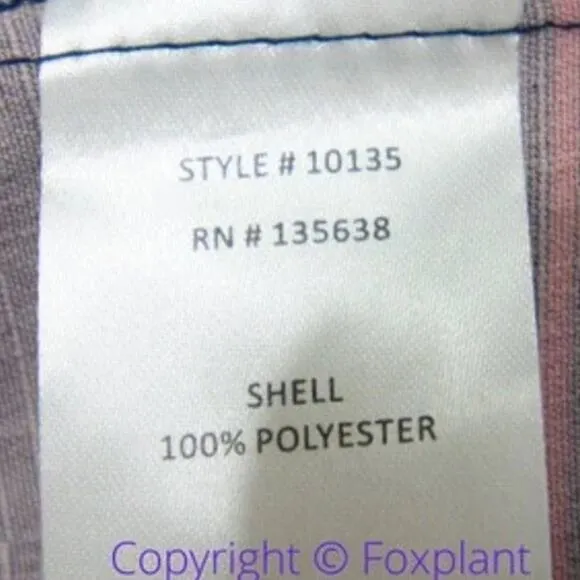 STYLE # 10135
RN # 135638
SHELL
100% POLYESTER
Copyright © Foxplant